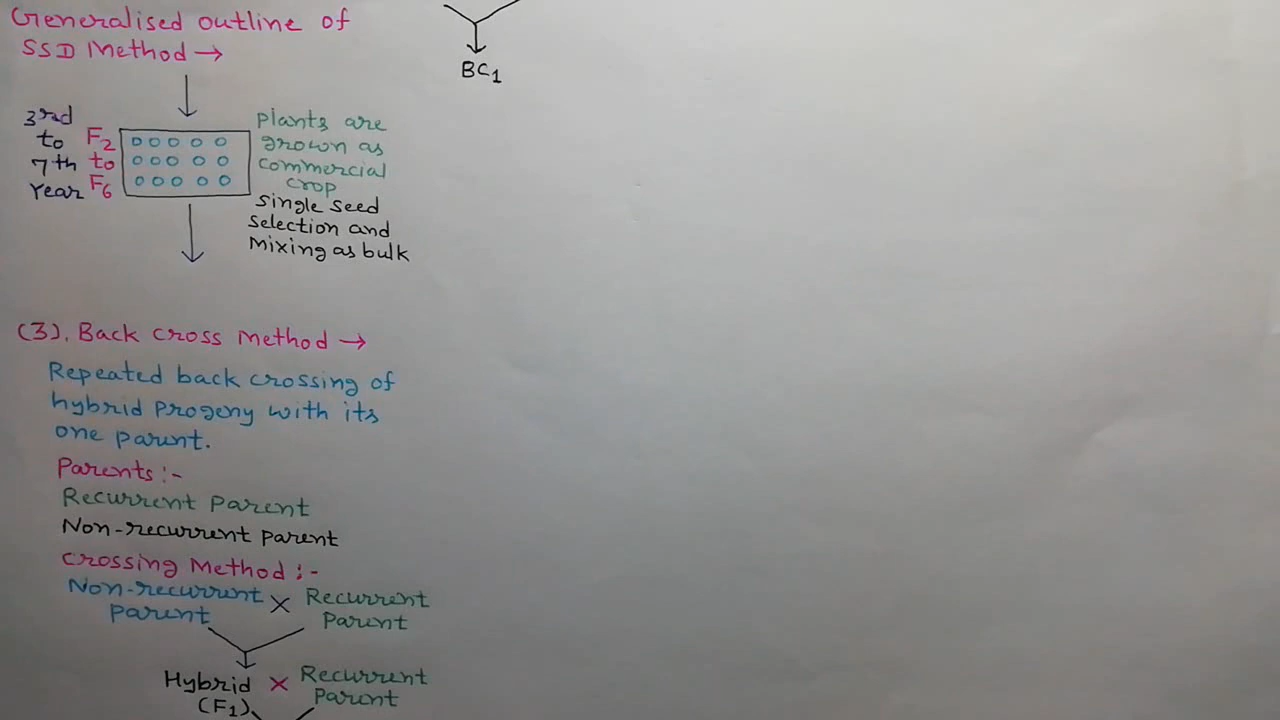 Generalised outline of
SSD Method →
3rd
to
7th
Year
F2
to
F6
plants are
grown as
commercial
crop
single seed
selection and
Mixing as bulk
(3). Back cross Method →
Repeated back crossing of
hybrid progeny with its
one parent.
Parents :-
Recurrent Parent
Non-recurrent parent
Crossing Method :-
Non-recurrent × Recurrent
parent Parent
Hybrid × Recurrent
(F1) Parent
BC1